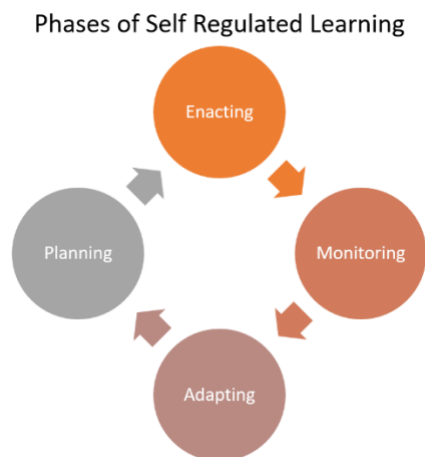 Phases of Self Regulated Learning
Enacting
Planning
Monitoring
Adapting